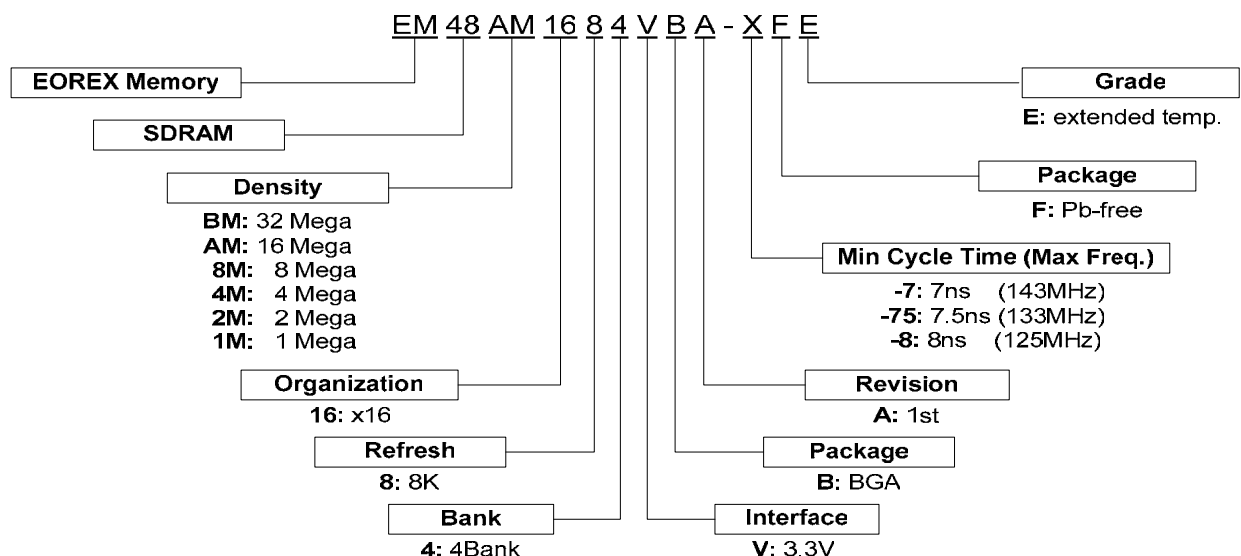 EM 48 AM 16 8 4 V B A - X F E
EOREX Memory
SDRAM
Density
BM: 32 Mega
AM: 16 Mega
8M: 8 Mega
4M: 4 Mega
2M: 2 Mega
1M: 1 Mega
Organization
16: x16
Refresh
8: 8K
Bank
4: 4Bank
Grade
E: extended temp.
Package
F: Pb-free
Min Cycle Time (Max Freq.)
-7: 7ns (143MHz)
-75: 7.5ns (133MHz)
-8: 8ns (125MHz)
Revision
A: 1st
Package
B: BGA
Interface
V: 3.3V